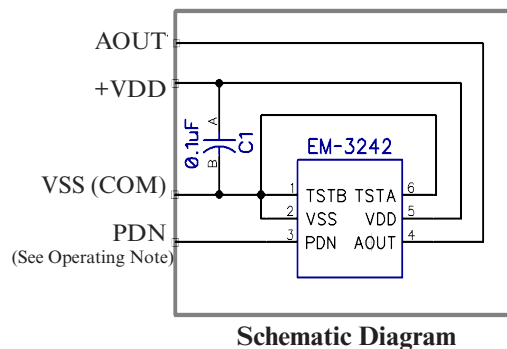 AOUT
+VDD
0.1uF
A
B
C1
EM-3242
VSS (COM)
1 TSTB TSTA 6
2 VSS VDD 5
3 PDN AOUT 4
PDN
(See Operating Note)
Schematic Diagram